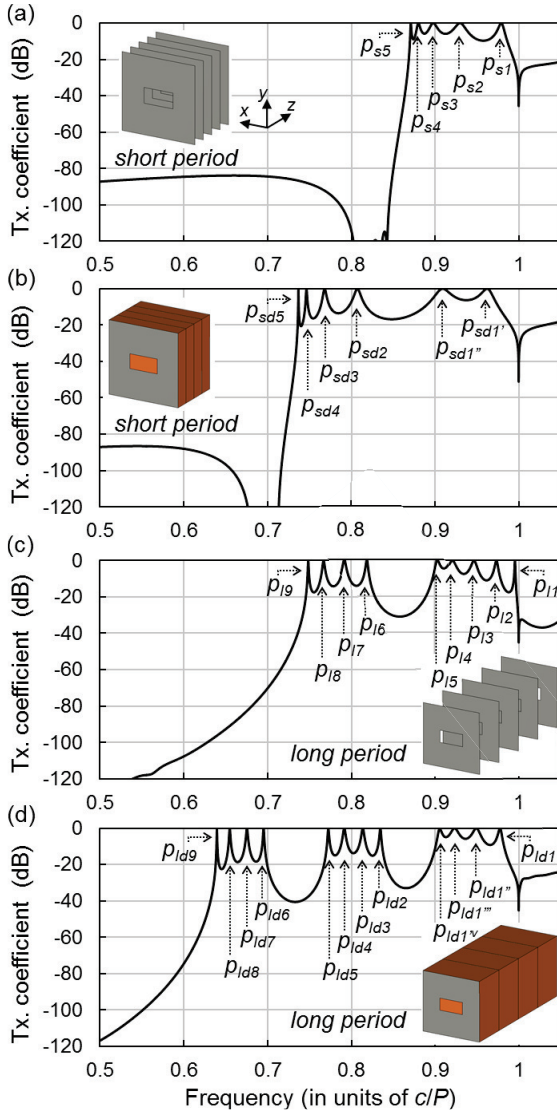 (a)
Tx. coefficient (dB)
0
-20
-40
-60
-80
-100
-120
x
y
z
short period
p_s5
p_s4
p_s3
p_s2
p_s1
0.5 0.6 0.7 0.8 0.9 1
(b)
Tx. coefficient (dB)
0
-20
-40
-60
-80
-100
-120
short period
p_sd5
p_sd4
p_sd3
p_sd2
p_sd1"
p_sd1'
0.5 0.6 0.7 0.8 0.9 1
(c)
Tx. coefficient (dB)
0
-20
-40
-60
-80
-100
-120
p_l9
p_l8
p_l7
p_l6
p_l5
p_l4
p_l3
p_l2
p_l1
long period
0.5 0.6 0.7 0.8 0.9 1
(d)
Tx. coefficient (dB)
0
-20
-40
-60
-80
-100
-120
p_ld9
p_ld8
p_ld7
p_ld6
p_ld5
p_ld4
p_ld3
p_ld2
p_ld1'v
p_ld1'''
p_ld1"
p_ld1
long period
0.5 0.6 0.7 0.8 0.9 1
Frequency (in units of c/P)